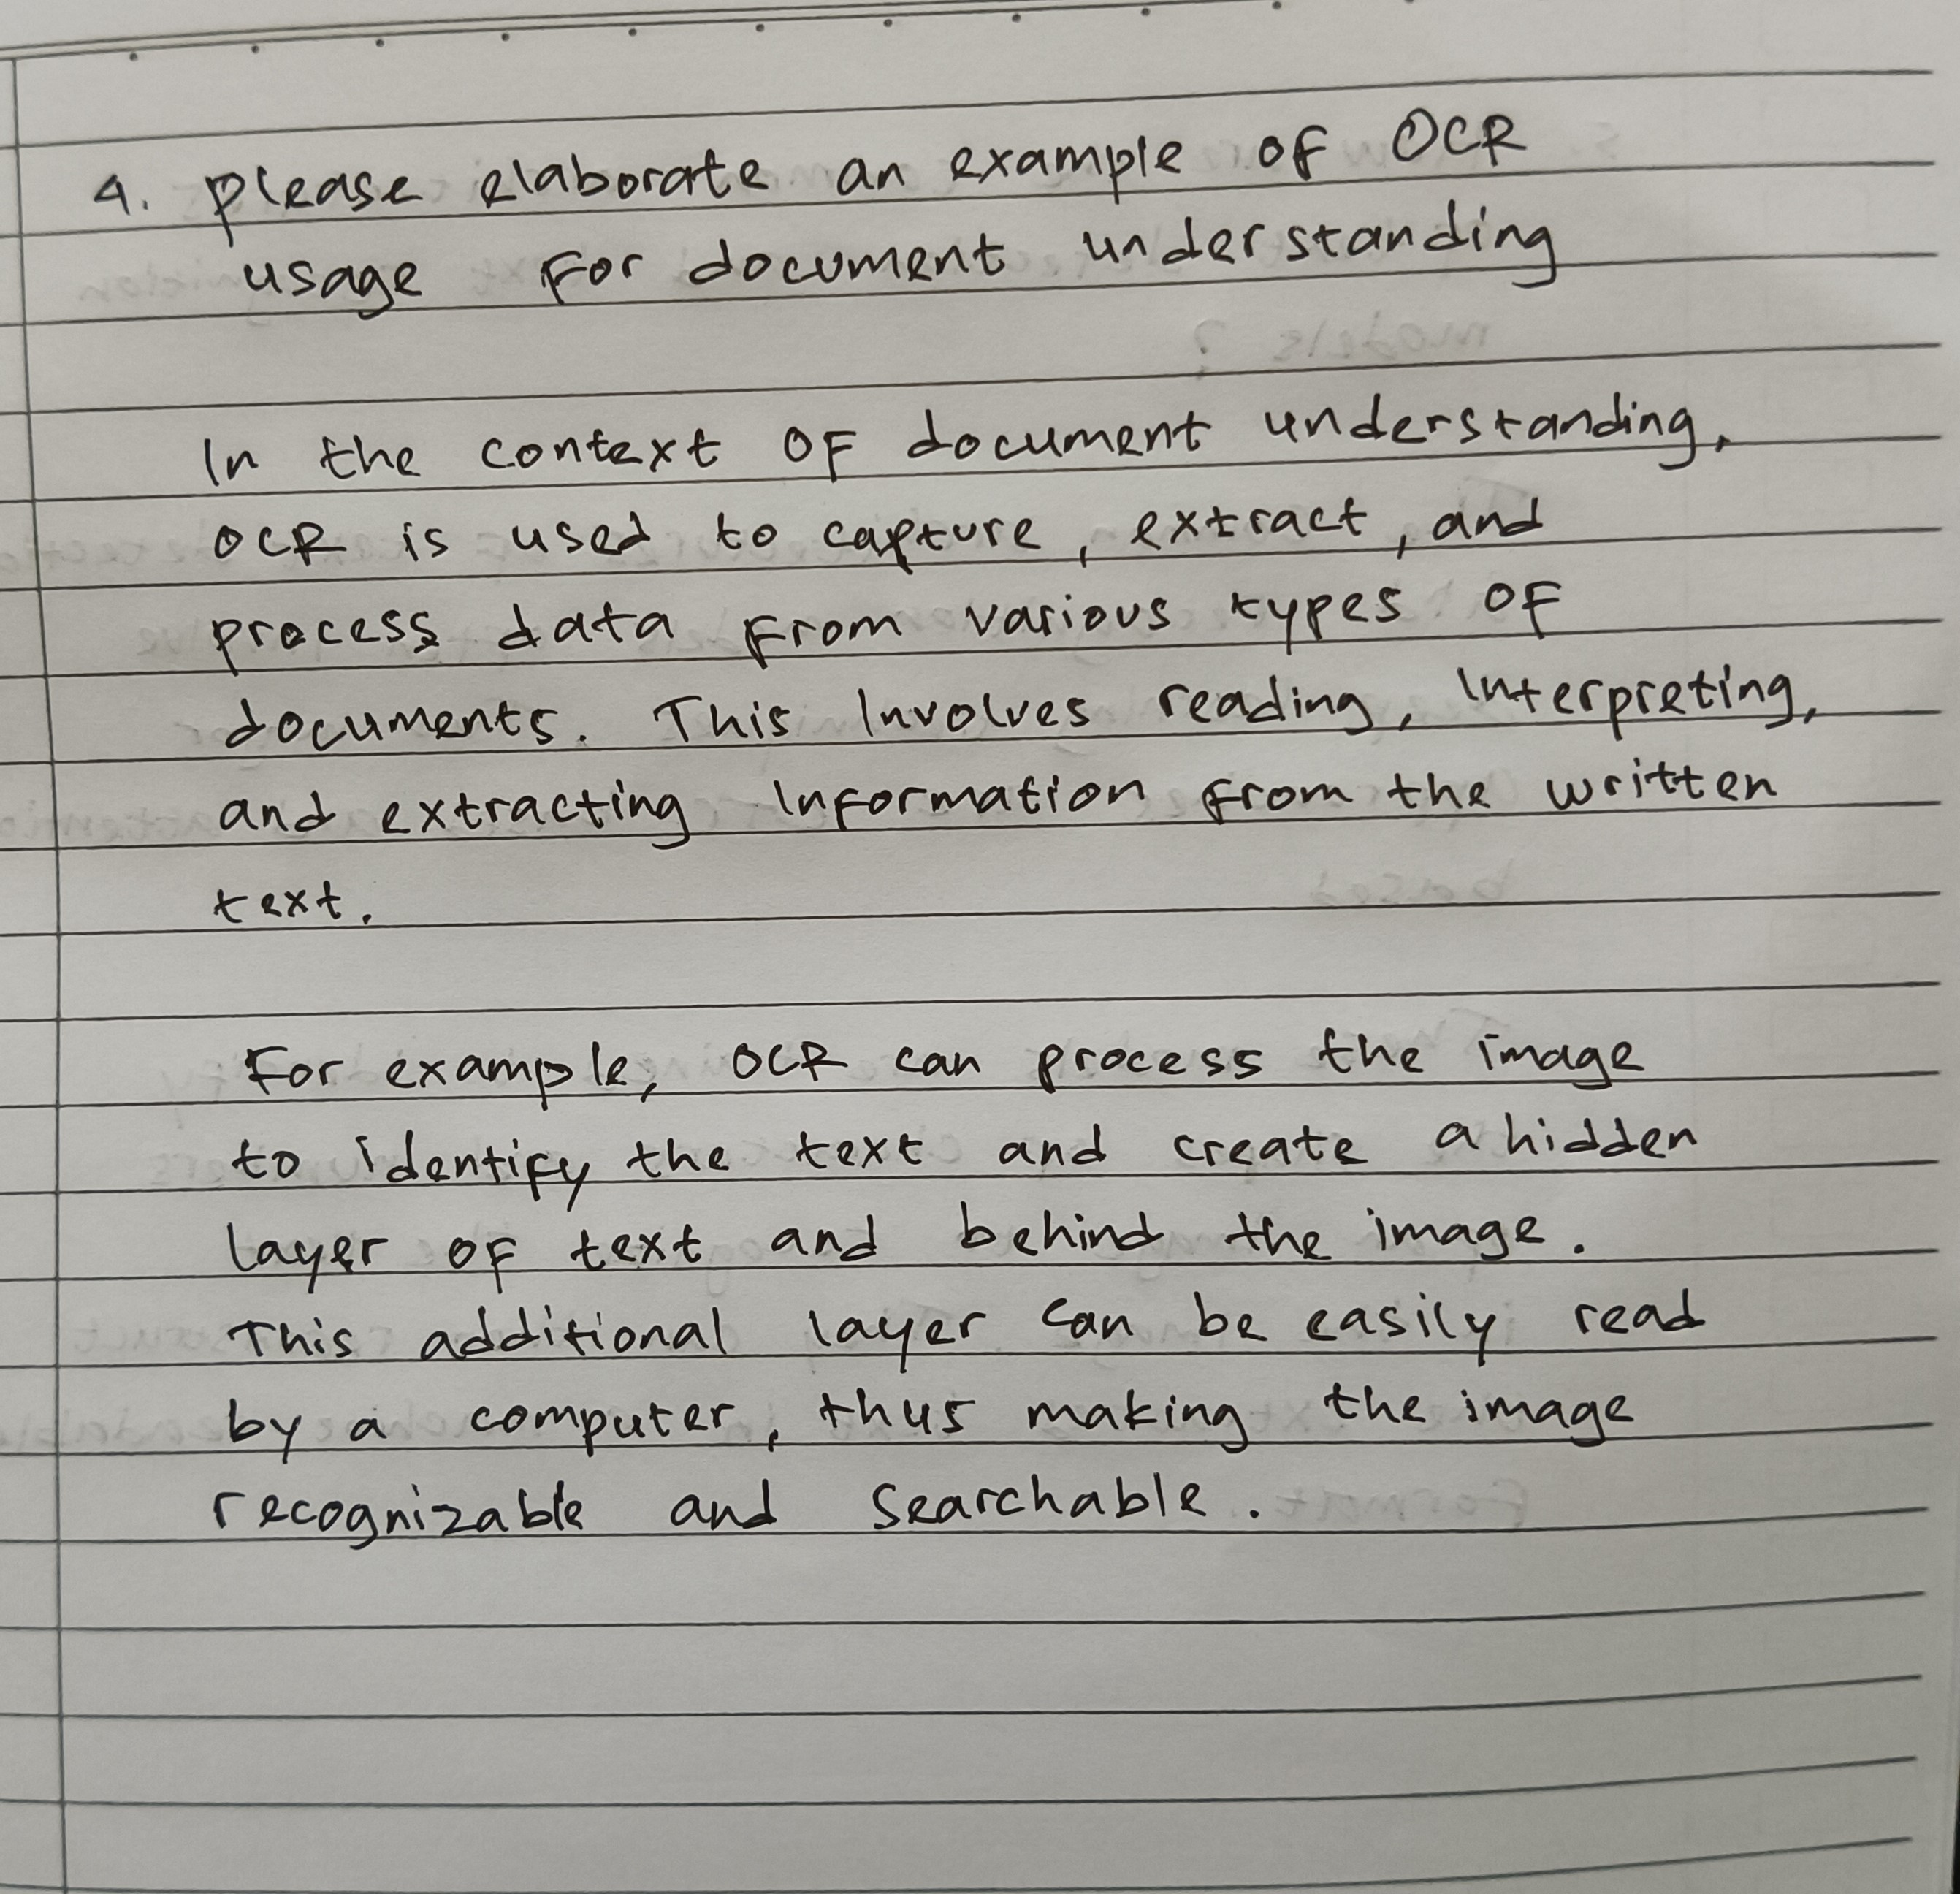 4. please elaborate an example of OCR
usage for document understanding
In the context of document understanding,
OCR is used to capture, extract, and
process data from various types of
documents. This involves reading, interpreting,
and extracting information from the written
text.
For example, OCR can process the image
to identify the text and create a hidden
layer of text and behind the image.
This additional layer can be easily read
by a computer, thus making the image
recognizable and searchable.